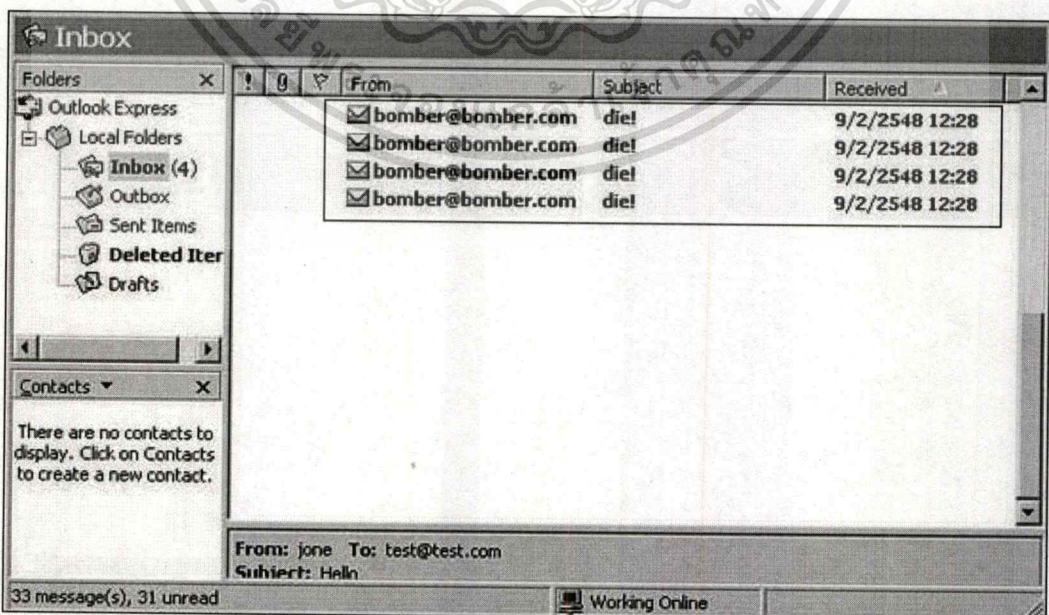 Inbox
Folders
Outlook Express
Local Folders
Inbox (4)
Outbox
Sent Items
Deleted Iter
Drafts
Contacts
There are no contacts to
display. Click on Contacts
to create a new contact.
! From Subject Received
bomber@bomber.com die! 9/2/2548 12:28
bomber@bomber.com die! 9/2/2548 12:28
bomber@bomber.com die! 9/2/2548 12:28
bomber@bomber.com die! 9/2/2548 12:28
From: jone To: test@test.com
Subject: Hello
33 message(s), 31 unread Working Online